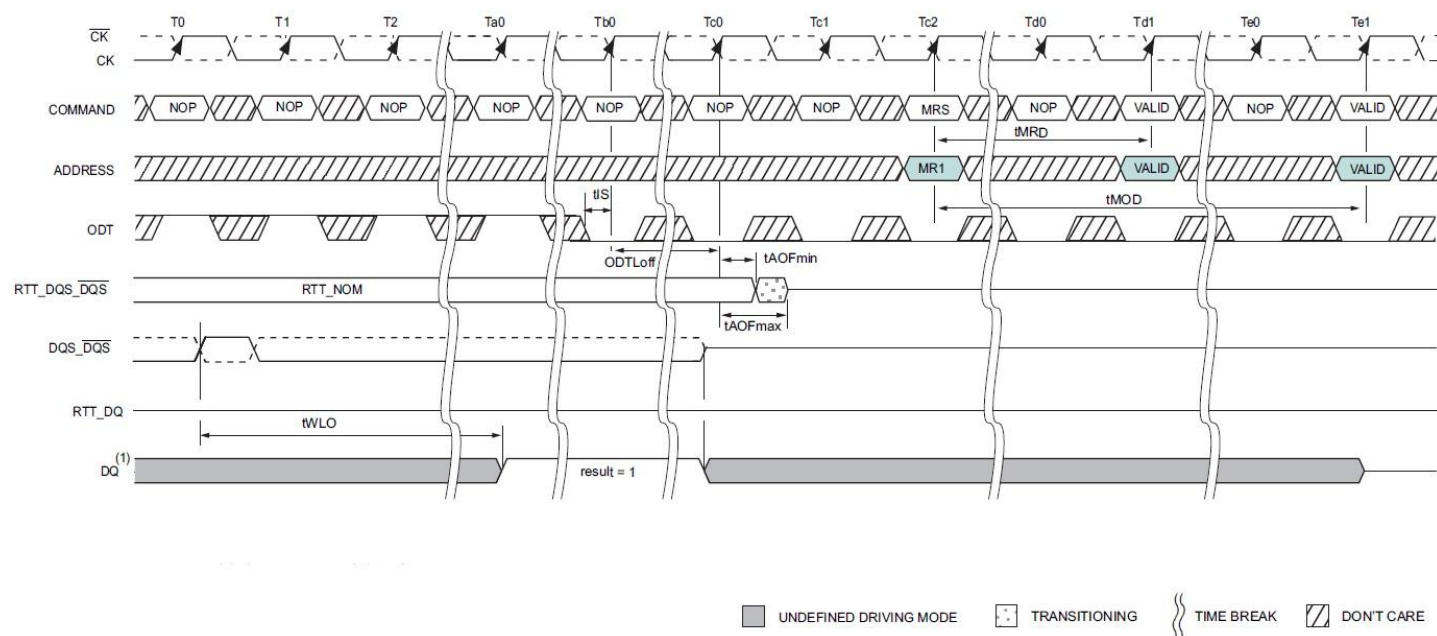 T0 T1 T2 Ta0 Tb0 Tc0 Tc1 Tc2 Td0 Td1 Te0 Te1
CK
CK
COMMAND NOP NOP NOP NOP NOP NOP NOP MRS NOP VALID NOP VALID
tMRD
ADDRESS MR1 VALID VALID
tIS
tMOD
ODT
ODTLoff
tAOFmin
RTT_DQS_DQS RTT_NOM
tAOFmax
DQS_DQS
RTT_DQ
tWLO
DQ(1) result = 1
UNDEFINED DRIVING MODE TRANSITIONING TIME BREAK DON'T CARE